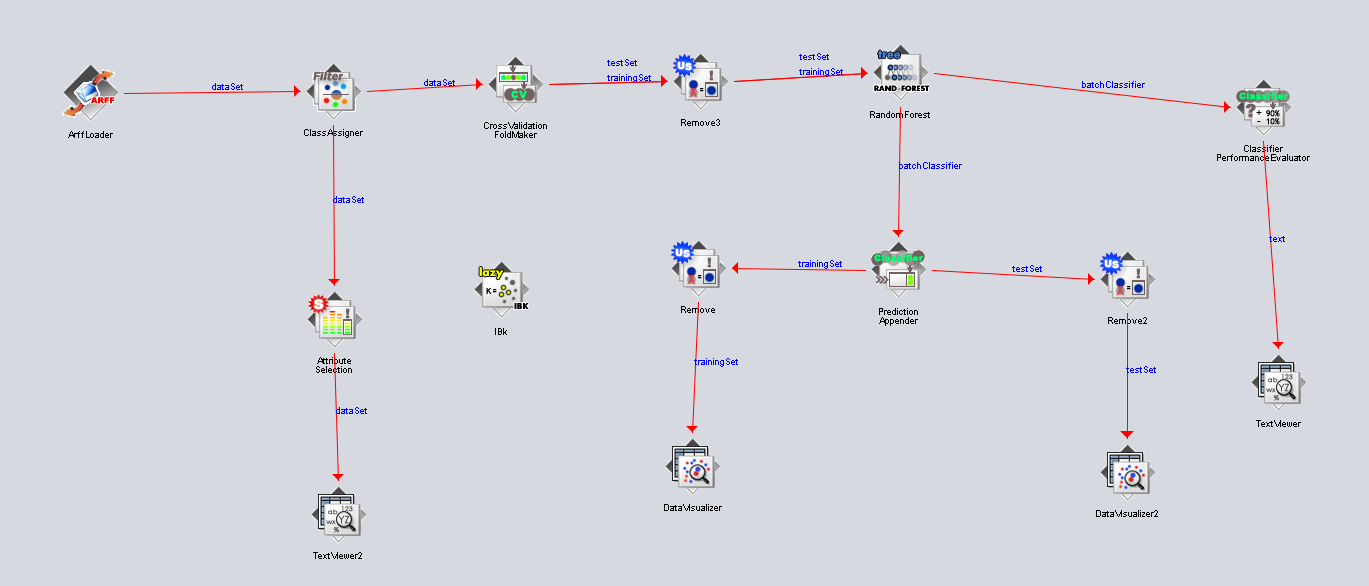 dataSet
ARFF
ArffLoader
Filter
ClassAssigner
dataSet
CV
CrossValidation
FoldMaker
testSet
trainingSet
Us
Remove3
testSet
trainingSet
tree
RAND-FOREST
RandomForest
batchClassifier
Classifier
?
+ 90%
- 10%
Classifier
PerformanceEvaluator
dataSet
batchClassifier
text
S
Attribute
Selection
lazy
K=
IBK
IBk
Us
Remove
trainingSet
Classifier
Prediction
Appender
testSet
Us
Remove2
trainingSet
testSet
ab 123
wx YZ
%
TextViewer
dataSet
DataVisualizer
DataVisualizer2
ab 123
wx YZ
%
TextViewer2